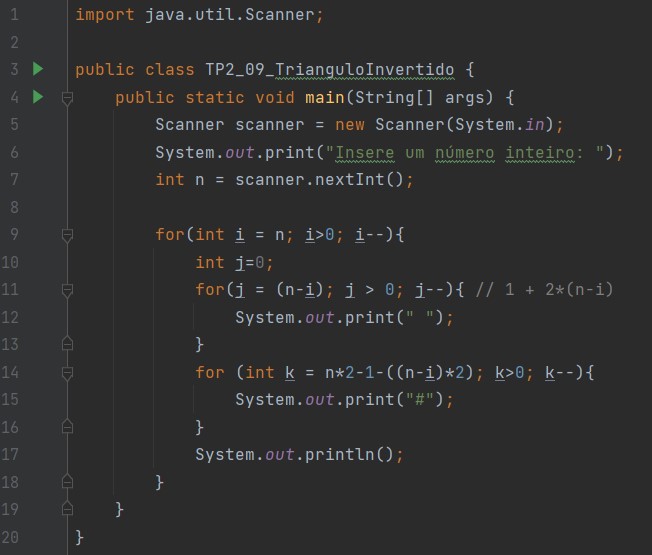 1 import java.util.Scanner;
2
3 public class TP2_09_TrianguloInvertido {
4 public static void main(String[] args) {
5 Scanner scanner = new Scanner(System.in);
6 System.out.print("Insere um número inteiro: ");
7 int n = scanner.nextInt();
8
9 for(int i = n; i>0; i--){
10 int j=0;
11 for(j = (n-i); j > 0; j--){ // 1 + 2*(n-i)
12 System.out.print(" ");
13 }
14 for (int k = n*2-1-((n-i)*2); k>0; k--){
15 System.out.print("#");
16 }
17 System.out.println();
18 }
19 }
20 }